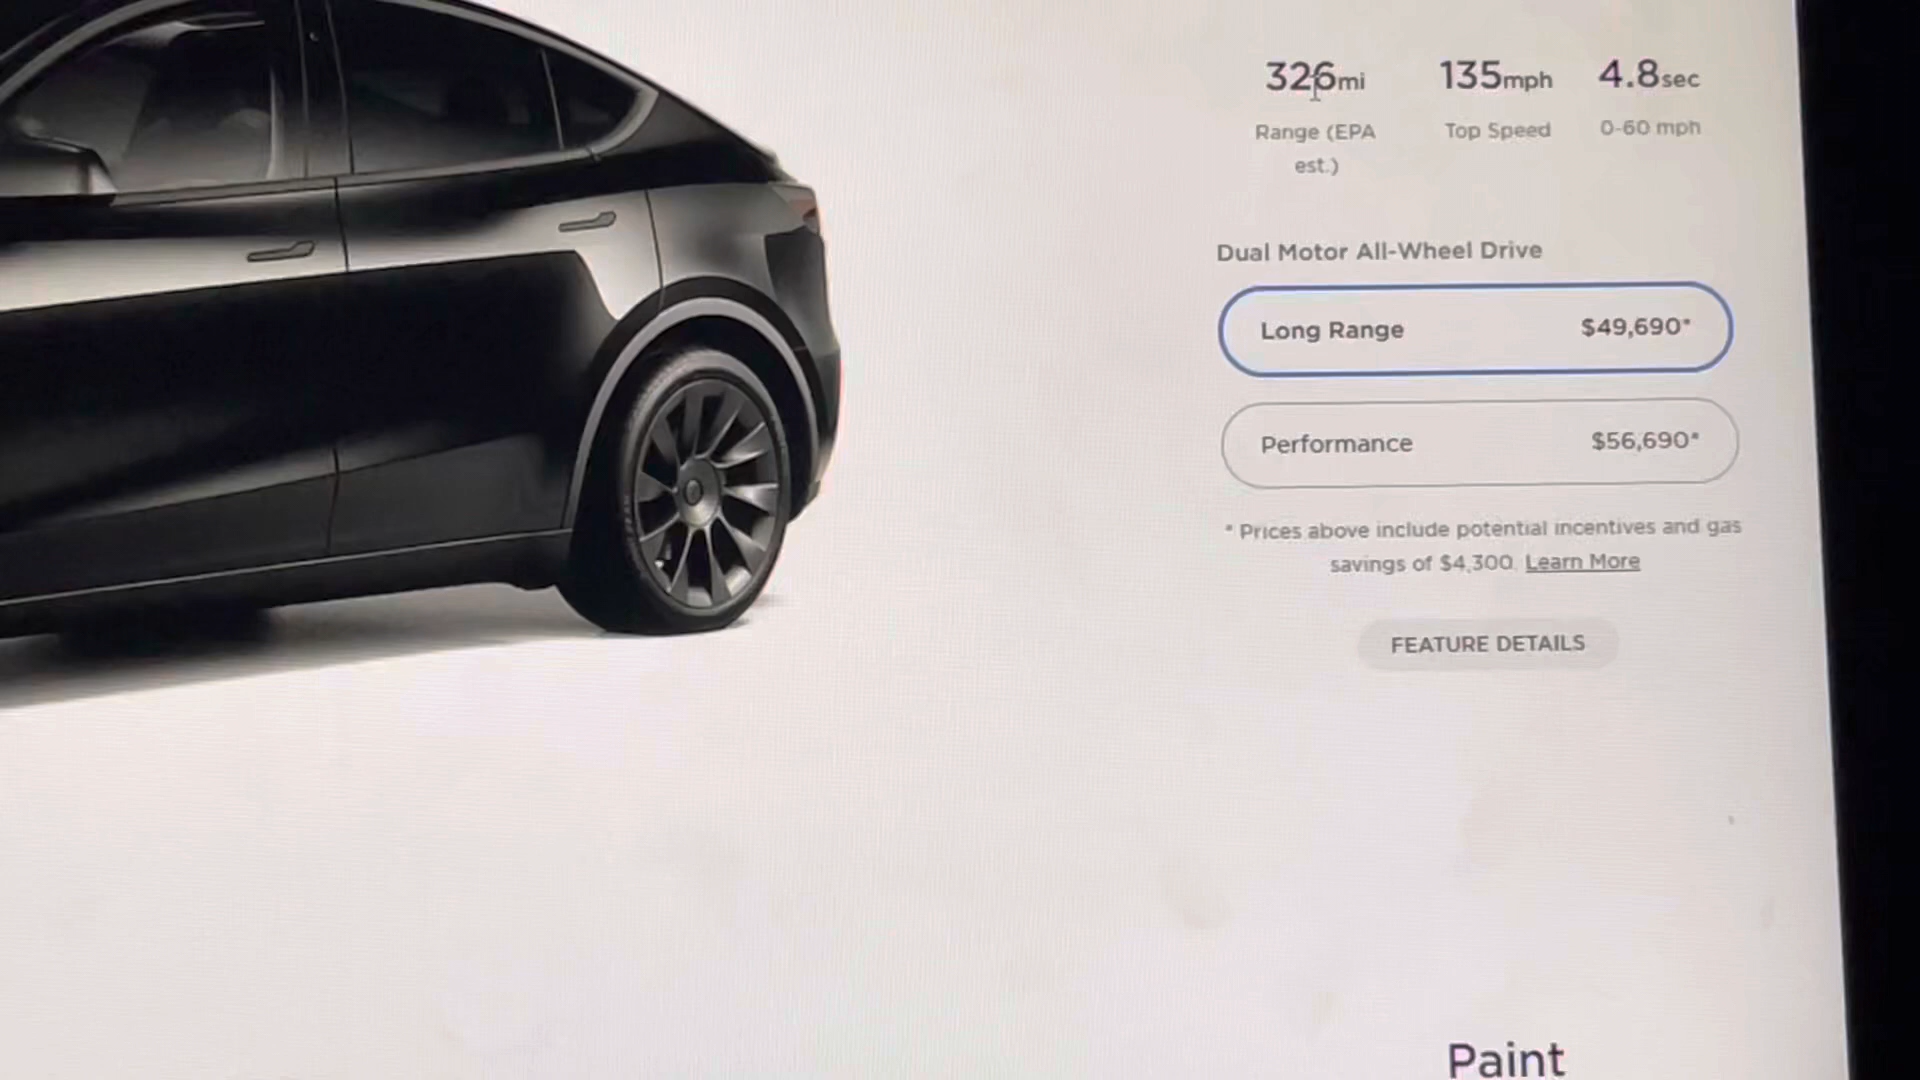 326mi 135mph 4.8sec
Range (EPA est.) Top Speed 0-60 mph
Dual Motor All-Wheel Drive
Long Range $49,690*
Performance $56,690*
* Prices above include potential incentives and gas
savings of $4,300. Learn More
FEATURE DETAILS
Paint